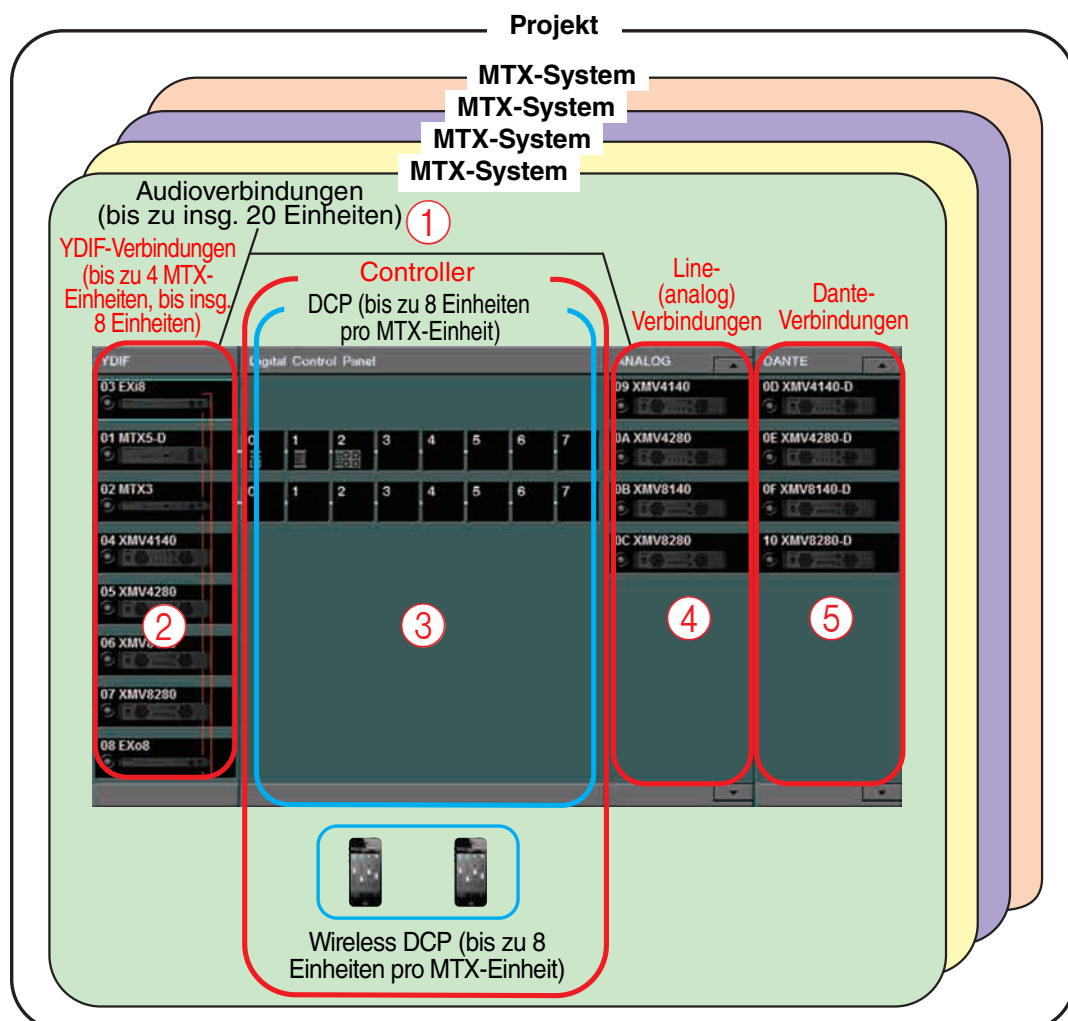 Projekt
MTX-System
MTX-System
MTX-System
MTX-System
Audioverbindungen
(bis zu insg. 20 Einheiten)
1
YDIF-Verbindungen
(bis zu 4 MTX-
Einheiten, bis insg.
8 Einheiten)
Controller
DCP (bis zu 8 Einheiten
pro MTX-Einheit)
Line-
(analog)
Verbindungen
Dante-
Verbindungen
YDIF
Digital Control Panel
ANALOG
DANTE
03 EXi8
01 MTX5-D
0 1 2 3 4 5 6 7
02 MTX3
0 1 2 3 4 5 6 7
04 XMV4140
05 XMV4280
2
07 XMV8280
08 EXo8
3
09 XMV4140
0A XMV4280
0B XMV8140
0C XMV8280
4
0D XMV4140-D
0E XMV4280-D
0F XMV8140-D
10 XMV8280-D
5
Wireless DCP (bis zu 8
Einheiten pro MTX-Einheit)